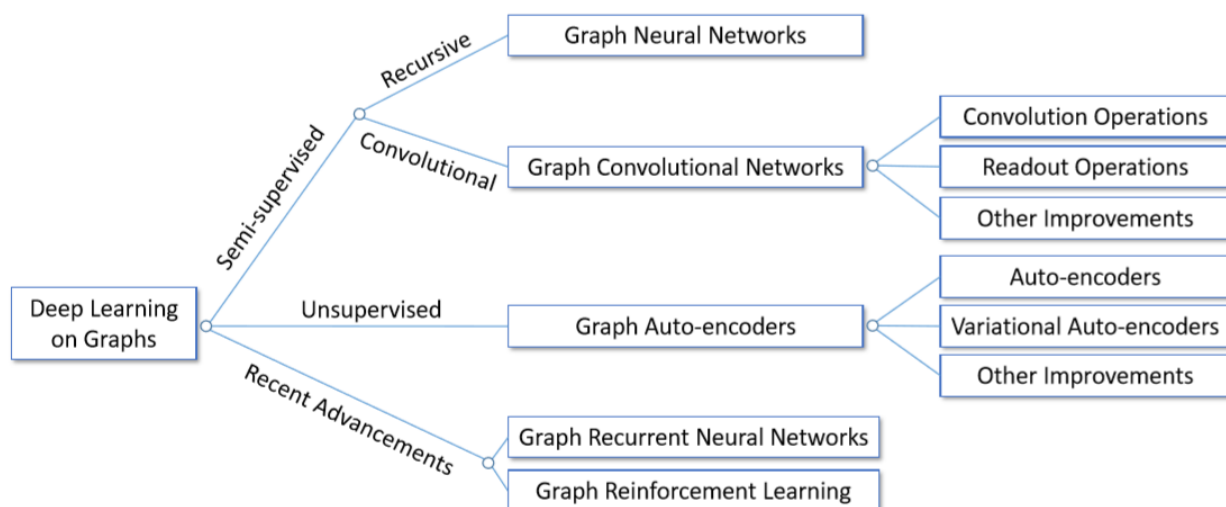 Graph Neural Networks
Recursive
Convolutional
Graph Convolutional Networks
Convolution Operations
Readout Operations
Other Improvements
Semi-supervised
Deep Learning
on Graphs
Unsupervised
Graph Auto-encoders
Auto-encoders
Variational Auto-encoders
Other Improvements
Recent Advancements
Graph Recurrent Neural Networks
Graph Reinforcement Learning